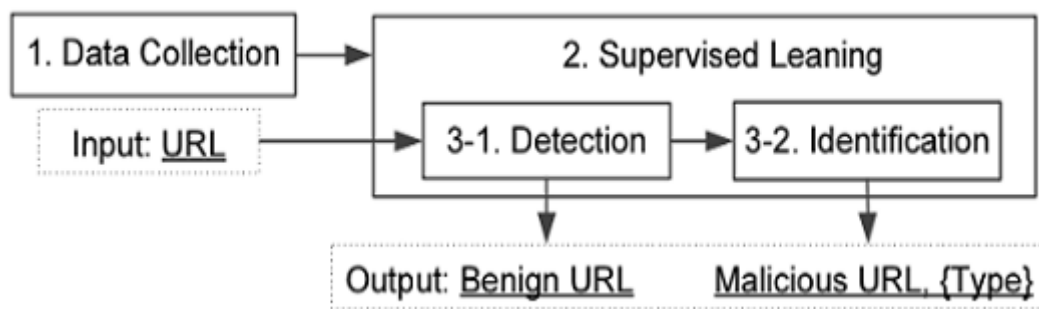 1. Data Collection
2. Supervised Leaning
Input: URL
3-1. Detection
3-2. Identification
Output: Benign URL
Malicious URL, {Type}